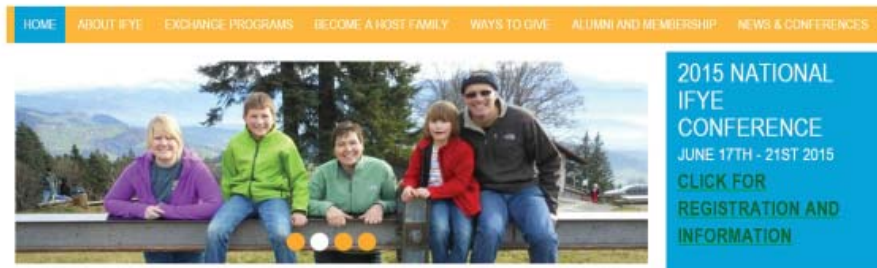 HOME ABOUT IFYE EXCHANGE PROGRAMS BECOME A HOST FAMILY WAYS TO GIVE ALUMNI AND MEMBERSHIP NEWS & CONFERENCES
2015 NATIONAL
IFYE
CONFERENCE
JUNE 17TH - 21ST 2015
CLICK FOR
REGISTRATION AND
INFORMATION